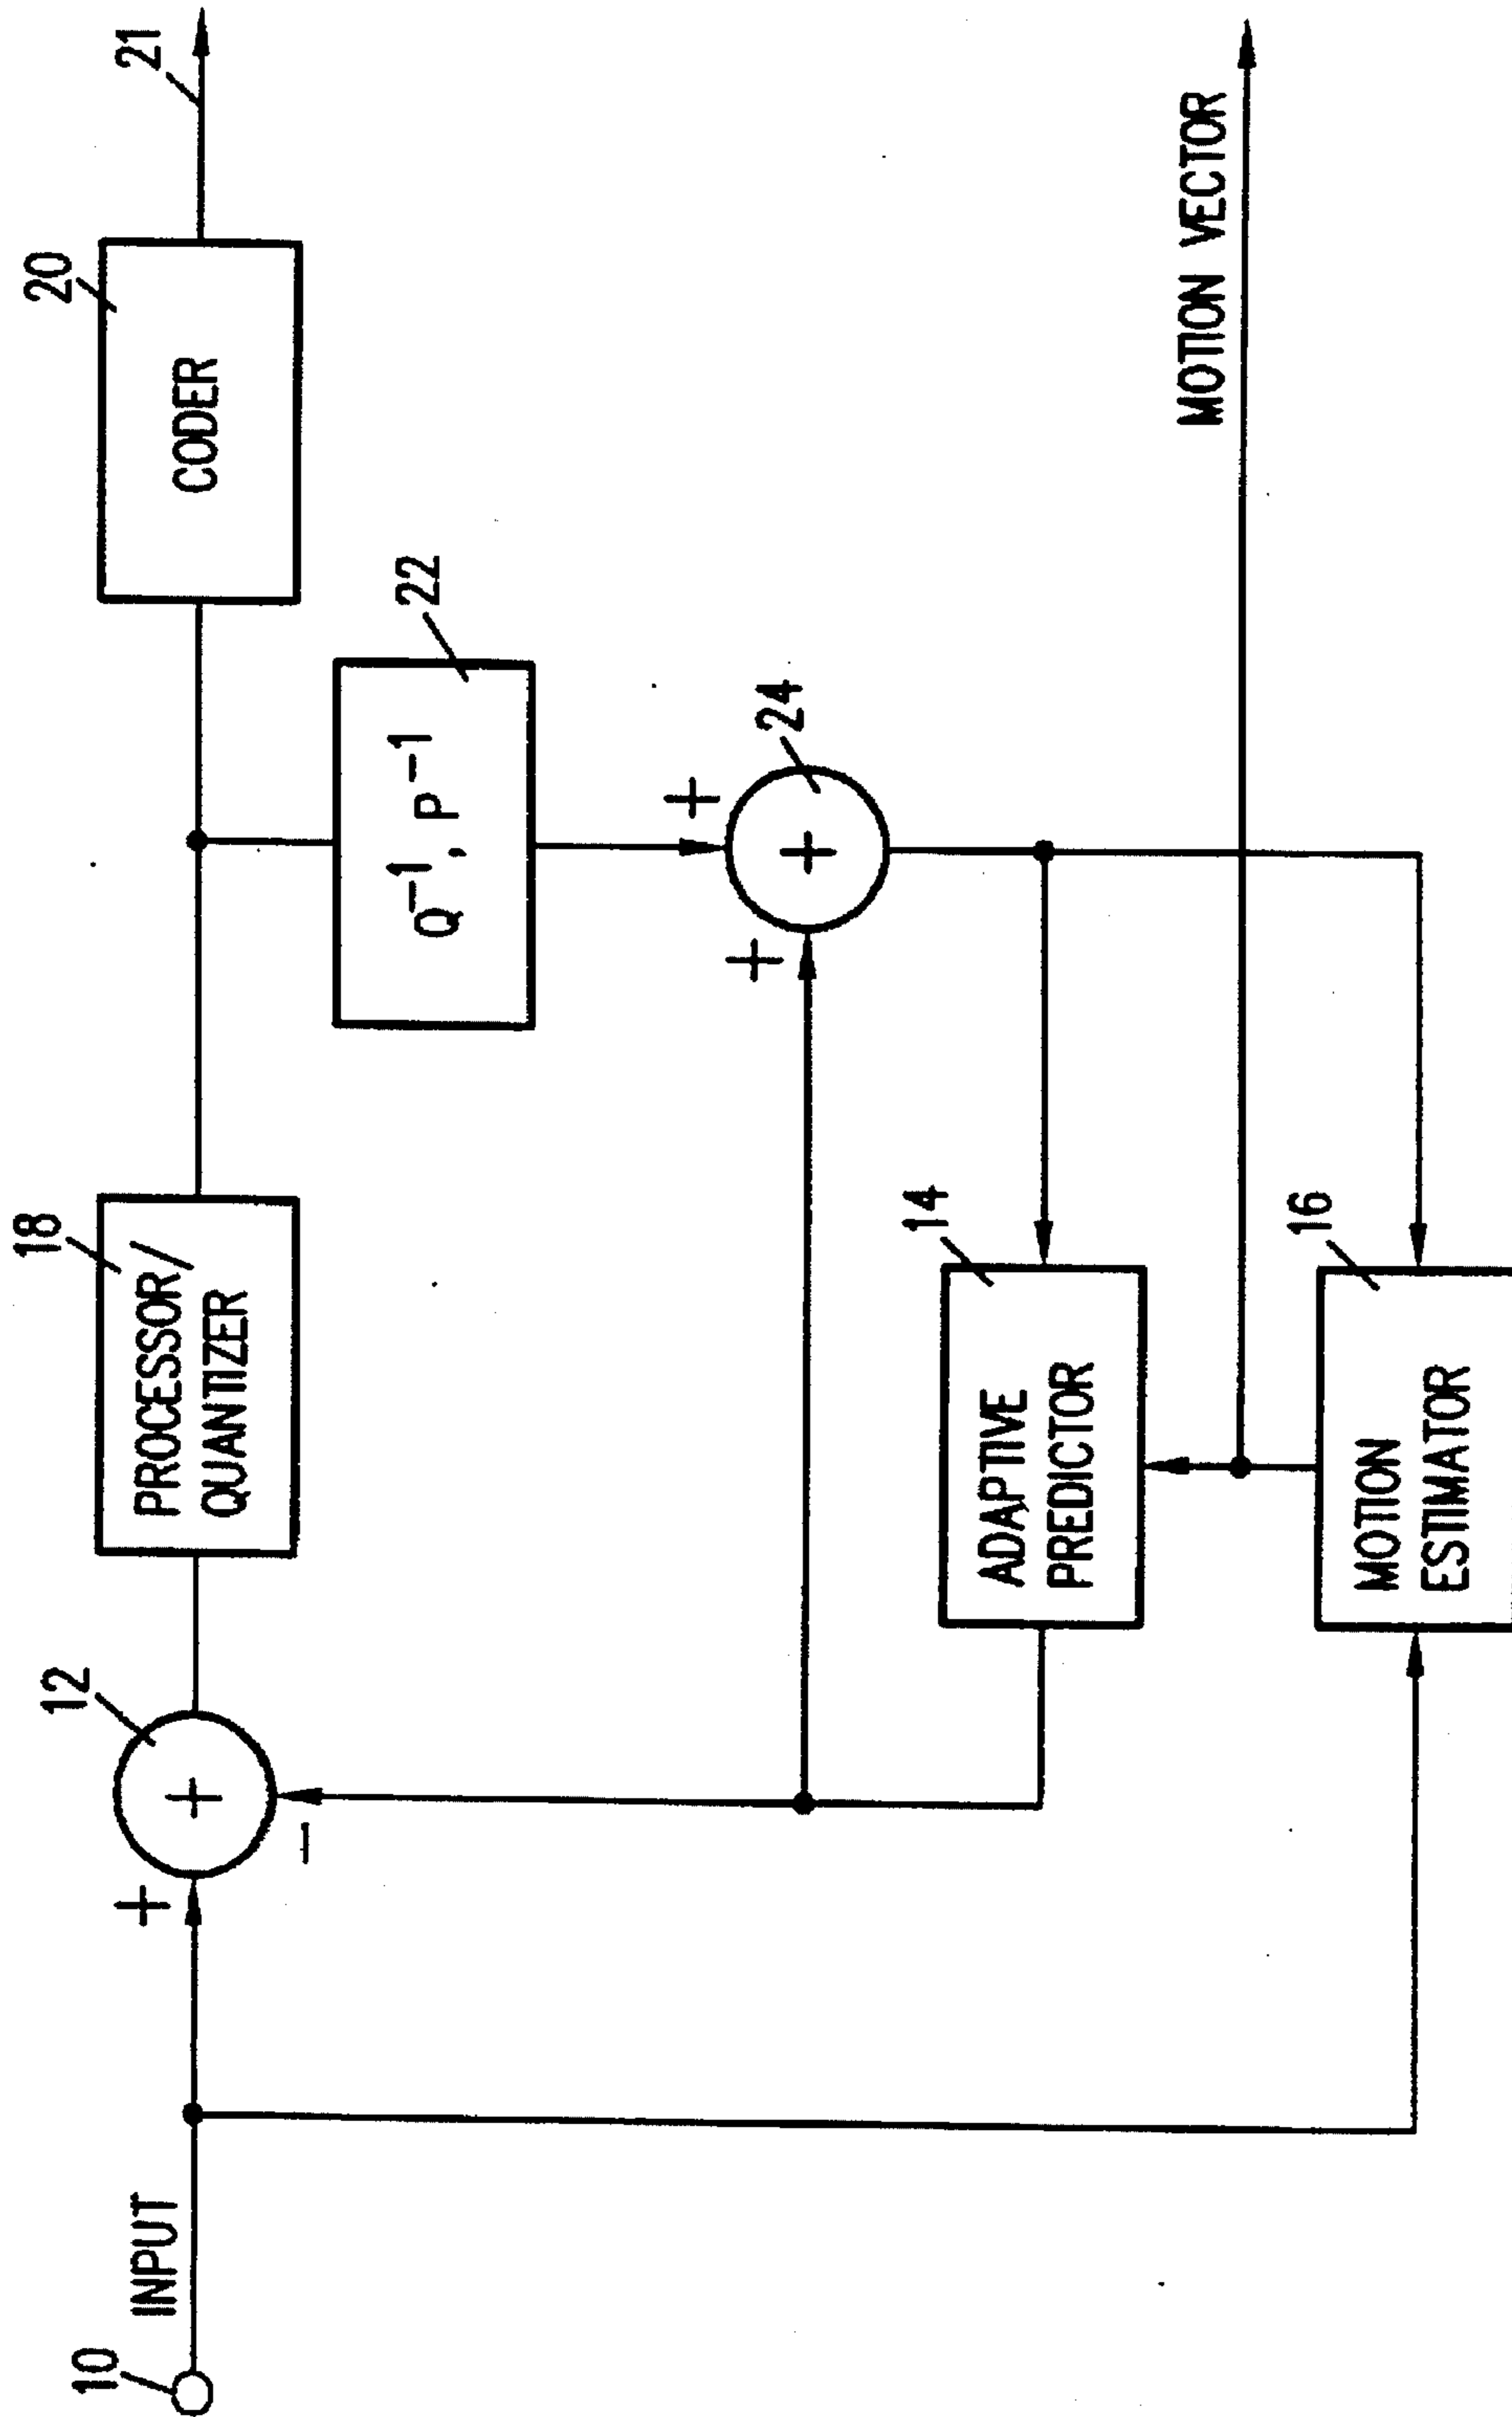 10
INPUT
+
12
+
−
18
PROCESSOR/
QUANTIZER
20
CODER
21
22
Q⁻¹, P⁻¹
+
24
+
+
14
ADAPTIVE
PREDICTOR
MOTION VECTOR
16
MOTION
ESTIMATOR